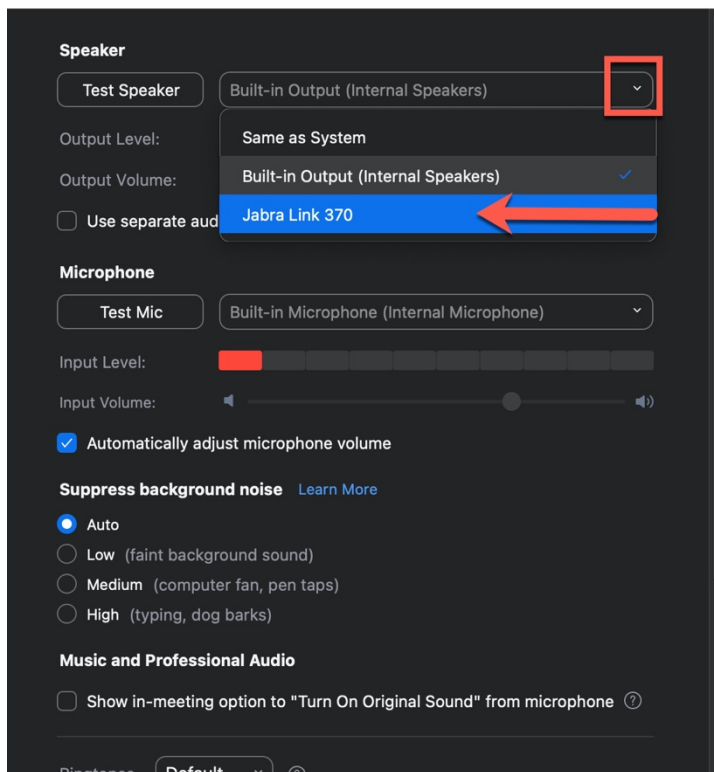 Speaker
Test Speaker Built-in Output (Internal Speakers)
Output Level: Same as System
Output Volume: Built-in Output (Internal Speakers)
Use separate aud Jabra Link 370
Microphone
Test Mic Built-in Microphone (Internal Microphone)
Input Level:
Input Volume:
Automatically adjust microphone volume
Suppress background noise Learn More
Auto
Low (faint background sound)
Medium (computer fan, pen taps)
High (typing, dog barks)
Music and Professional Audio
Show in-meeting option to "Turn On Original Sound" from microphone ?